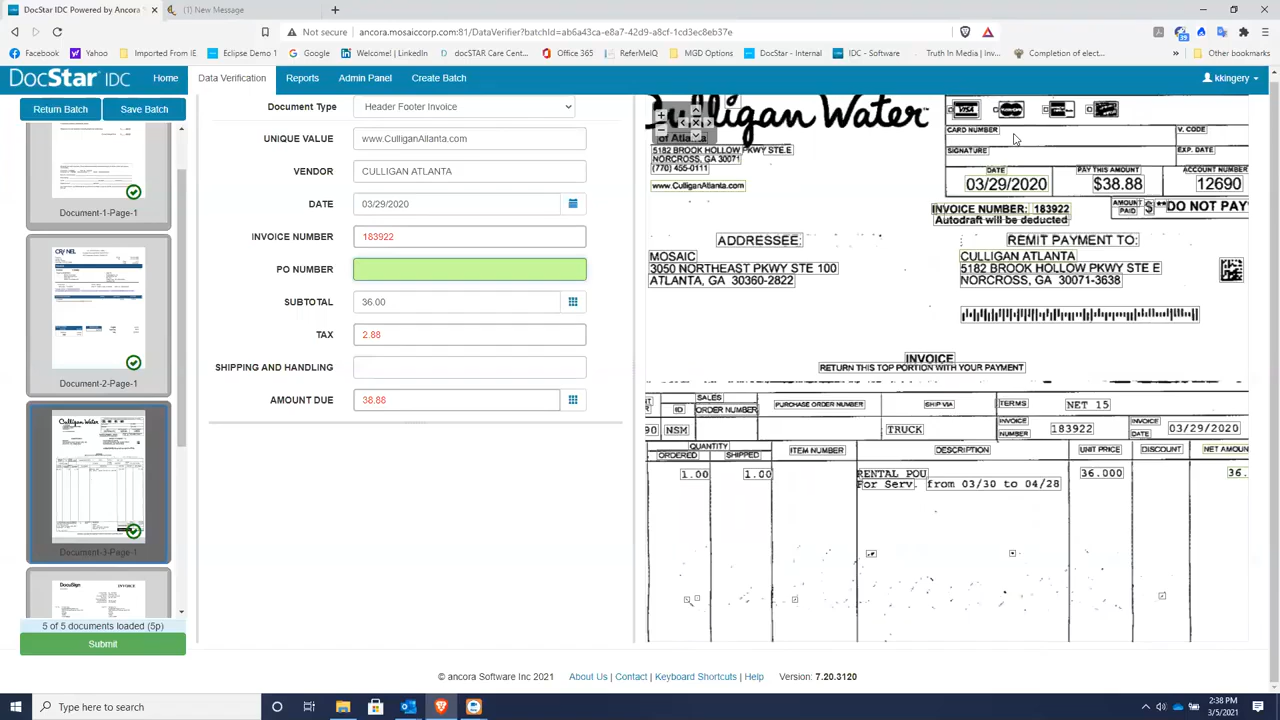 DocStar IDC Powered by Ancora S
(1) New Message
Not secure | ancora.mosaiccorp.com:81/DataVerifier?batchId=ab6a43ca-e8a7-42d9-a8cf-1cd3ec8eb37e
Facebook
Yahoo
Imported From IE
Eclipse Demo 1
Google
Welcome! | LinkedIn
DocSTAR Care Cent...
Office 365
ReferMeIQ
MGD Options
DocStar - Internal
IDC - Software
Truth In Media | Inv...
Completion of elect...
Other bookmarks
DocStar IDC
Home
Data Verification
Reports
Admin Panel
Create Batch
kkingery
Return Batch
Save Batch
Document-1-Page-1
Document-2-Page-1
Document-3-Page-1
5 of 5 documents loaded (5p)
Submit
Document Type
Header Footer Invoice
UNIQUE VALUE
www.CulliganAtlanta.com
VENDOR
CULLIGAN ATLANTA
DATE
03/29/2020
INVOICE NUMBER
183922
PO NUMBER
SUBTOTAL
36.00
TAX
2.88
SHIPPING AND HANDLING
AMOUNT DUE
38.88
Culligan Water™
of Atlanta
5182 BROOK HOLLOW PKWY STE.E
NORCROSS, GA 30071
(770) 455-0111
www.CulliganAtlanta.com
VISA
CARD NUMBER
V. CODE
SIGNATURE
EXP. DATE
DATE
PAY THIS AMOUNT
ACCOUNT NUMBER
03/29/2020
$38.88
12690
INVOICE NUMBER: 183922
Autodraft will be deducted
AMOUNT PAID
$ **DO NOT PAY
ADDRESSEE:
REMIT PAYMENT TO:
MOSAIC
3050 NORTHEAST PKWY STE 100
ATLANTA, GA 30360-2822
CULLIGAN ATLANTA
5182 BROOK HOLLOW PKWY STE E
NORCROSS, GA 30071-3638
INVOICE
RETURN THIS TOP PORTION WITH YOUR PAYMENT
ID
SALES ORDER NUMBER
PURCHASE ORDER NUMBER
SHIP VIA
TERMS
NET 15
90
NSM
TRUCK
INVOICE NUMBER
183922
INVOICE DATE
03/29/2020
QUANTITY
ORDERED
SHIPPED
ITEM NUMBER
DESCRIPTION
UNIT PRICE
DISCOUNT
NET AMOUN
1.00
1.00
RENTAL POU
36.000
36.
For Serv. from 03/30 to 04/28
© ancora Software Inc 2021
About Us | Contact | Keyboard Shortcuts | Help
Version: 7.20.3120
Type here to search
2:38 PM
3/5/2021